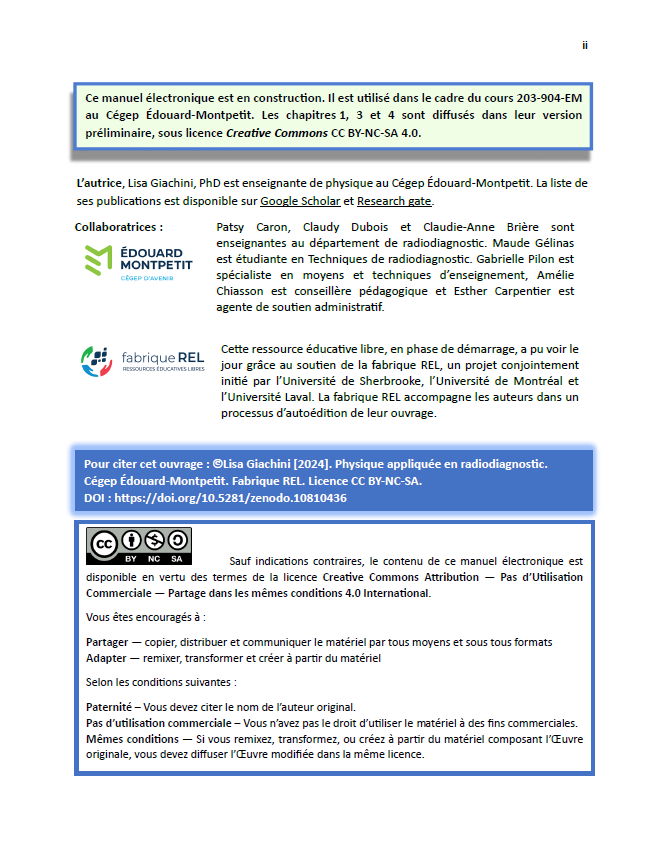 ii
Ce manuel électronique est en construction. Il est utilisé dans le cadre du cours 203-904-EM
au Cégep Édouard-Montpetit. Les chapitres 1, 3 et 4 sont diffusés dans leur version
préliminaire, sous licence Creative Commons CC BY-NC-SA 4.0.
L’autrice, Lisa Giachini, PhD est enseignante de physique au Cégep Édouard-Montpetit. La liste de
ses publications est disponible sur Google Scholar et Research gate.
Collaboratrices :
ÉDOUARD
MONTPETIT
CÉGEP D'AVENIR
Patsy Caron, Claudy Dubois et Claudie-Anne Brière sont
enseignantes au département de radiodiagnostic. Maude Gélinas
est étudiante en Techniques de radiodiagnostic. Gabrielle Pilon est
spécialiste en moyens et techniques d’enseignement, Amélie
Chiasson est conseillère pédagogique et Esther Carpentier est
agente de soutien administratif.
fabrique REL
RESSOURCES ÉDUCATIVES LIBRES
Cette ressource éducative libre, en phase de démarrage, a pu voir le
jour grâce au soutien de la fabrique REL, un projet conjointement
initié par l’Université de Sherbrooke, l’Université de Montréal et
l’Université Laval. La fabrique REL accompagne les auteurs dans un
processus d’autoédition de leur ouvrage.
Pour citer cet ouvrage : ©Lisa Giachini [2024]. Physique appliquée en radiodiagnostic.
Cégep Édouard-Montpetit. Fabrique REL. Licence CC BY-NC-SA.
DOI : https://doi.org/10.5281/zenodo.10810436
cc
BY NC SA
Sauf indications contraires, le contenu de ce manuel électronique est
disponible en vertu des termes de la licence Creative Commons Attribution — Pas d’Utilisation
Commerciale — Partage dans les mêmes conditions 4.0 International.
Vous êtes encouragés à :
Partager — copier, distribuer et communiquer le matériel par tous moyens et sous tous formats
Adapter — remixer, transformer et créer à partir du matériel
Selon les conditions suivantes :
Paternité – Vous devez citer le nom de l’auteur original.
Pas d’utilisation commerciale – Vous n’avez pas le droit d’utiliser le matériel à des fins commerciales.
Mêmes conditions — Si vous remixez, transformez, ou créez à partir du matériel composant l’Œuvre
originale, vous devez diffuser l’Œuvre modifiée dans la même licence.